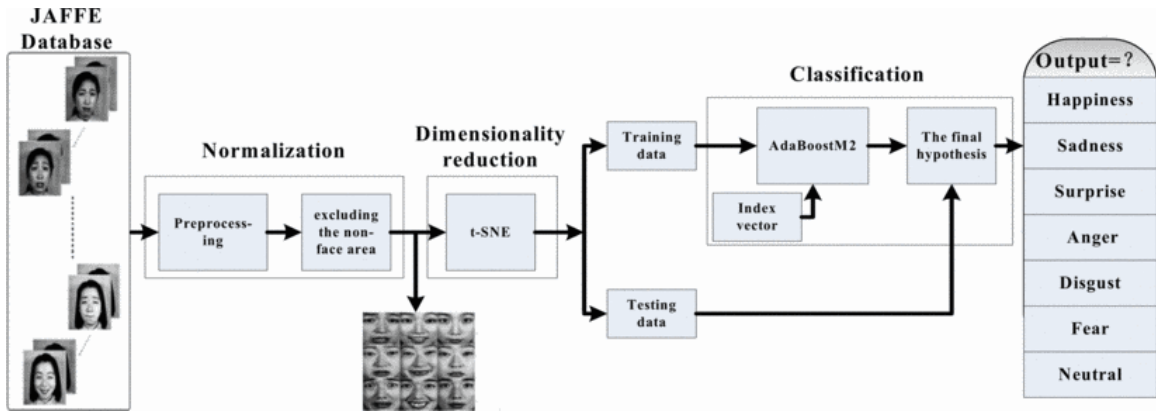 JAFFE
Database
Normalization
Preprocess-
ing
excluding
the non-
face area
Dimensionality
reduction
t-SNE
Training
data
Testing
data
Classification
AdaBoostM2
Index
vector
The final
hypothesis
Output=?
Happiness
Sadness
Surprise
Anger
Disgust
Fear
Neutral